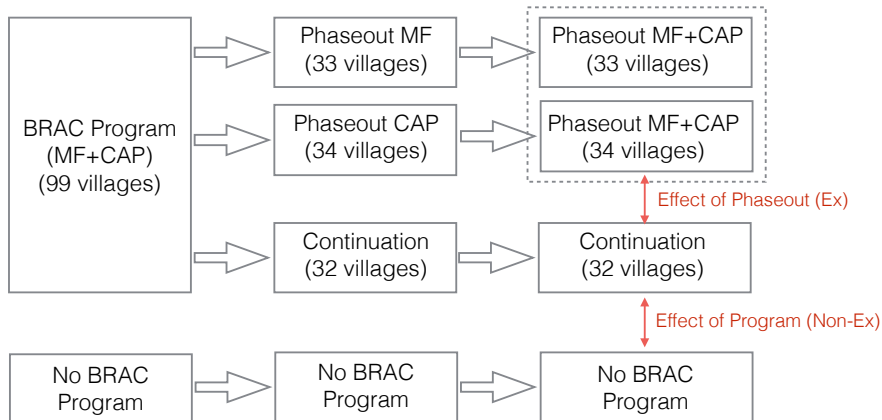 BRAC Program
(MF+CAP)
(99 villages)
Phaseout MF
(33 villages)
Phaseout MF+CAP
(33 villages)
Phaseout CAP
(34 villages)
Phaseout MF+CAP
(34 villages)
Effect of Phaseout (Ex)
Continuation
(32 villages)
Continuation
(32 villages)
Effect of Program (Non-Ex)
No BRAC
Program
No BRAC
Program
No BRAC
Program